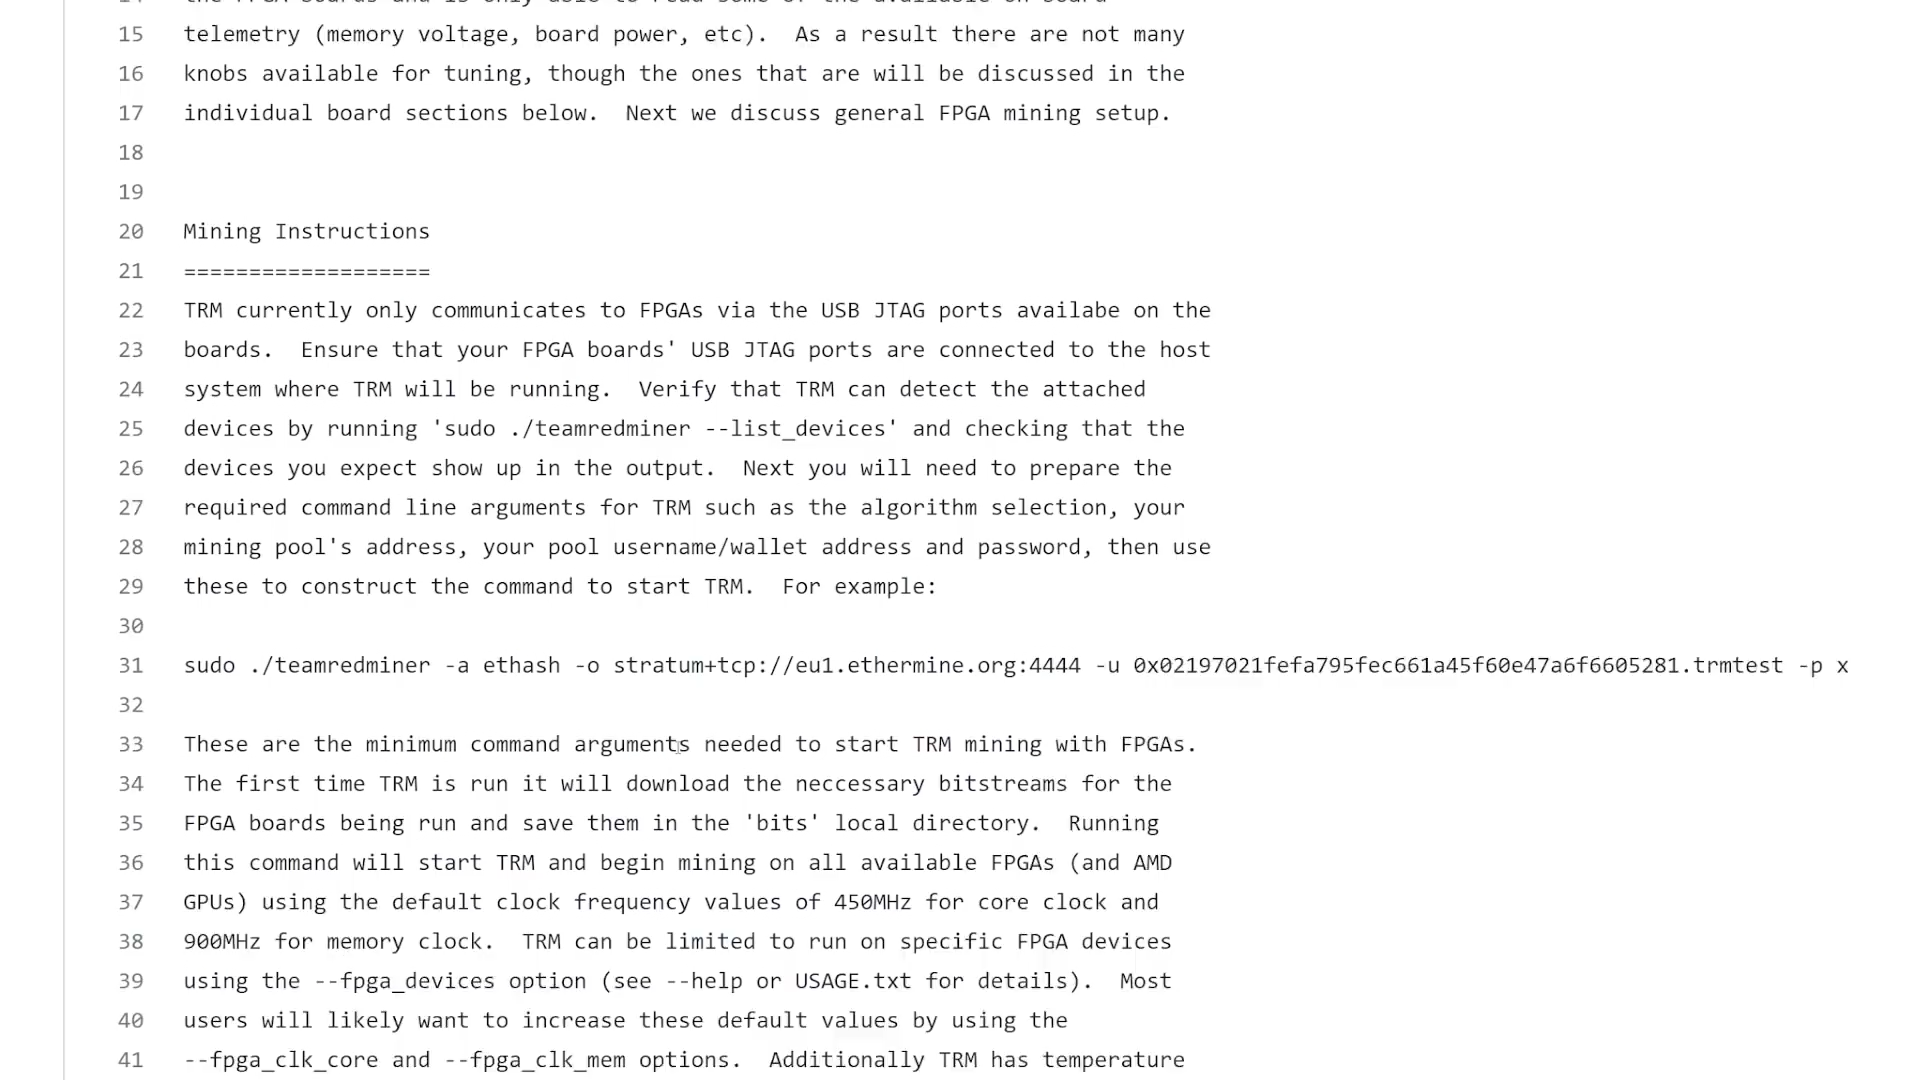 15 telemetry (memory voltage, board power, etc).  As a result there are not many
16 knobs available for tuning, though the ones that are will be discussed in the
17 individual board sections below.  Next we discuss general FPGA mining setup.
18
19
20 Mining Instructions
21 ===================
22 TRM currently only communicates to FPGAs via the USB JTAG ports availabe on the
23 boards.  Ensure that your FPGA boards' USB JTAG ports are connected to the host
24 system where TRM will be running.  Verify that TRM can detect the attached
25 devices by running 'sudo ./teamredminer --list_devices' and checking that the
26 devices you expect show up in the output.  Next you will need to prepare the
27 required command line arguments for TRM such as the algorithm selection, your
28 mining pool's address, your pool username/wallet address and password, then use
29 these to construct the command to start TRM.  For example:
30
31 sudo ./teamredminer -a ethash -o stratum+tcp://eu1.ethermine.org:4444 -u 0x02197021fefa795fec661a45f60e47a6f6605281.trmtest -p x
32
33 These are the minimum command arguments needed to start TRM mining with FPGAs.
34 The first time TRM is run it will download the neccessary bitstreams for the
35 FPGA boards being run and save them in the 'bits' local directory.  Running
36 this command will start TRM and begin mining on all available FPGAs (and AMD
37 GPUs) using the default clock frequency values of 450MHz for core clock and
38 900MHz for memory clock.  TRM can be limited to run on specific FPGA devices
39 using the --fpga_devices option (see --help or USAGE.txt for details).  Most
40 users will likely want to increase these default values by using the
41 --fpga_clk_core and --fpga_clk_mem options.  Additionally TRM has temperature